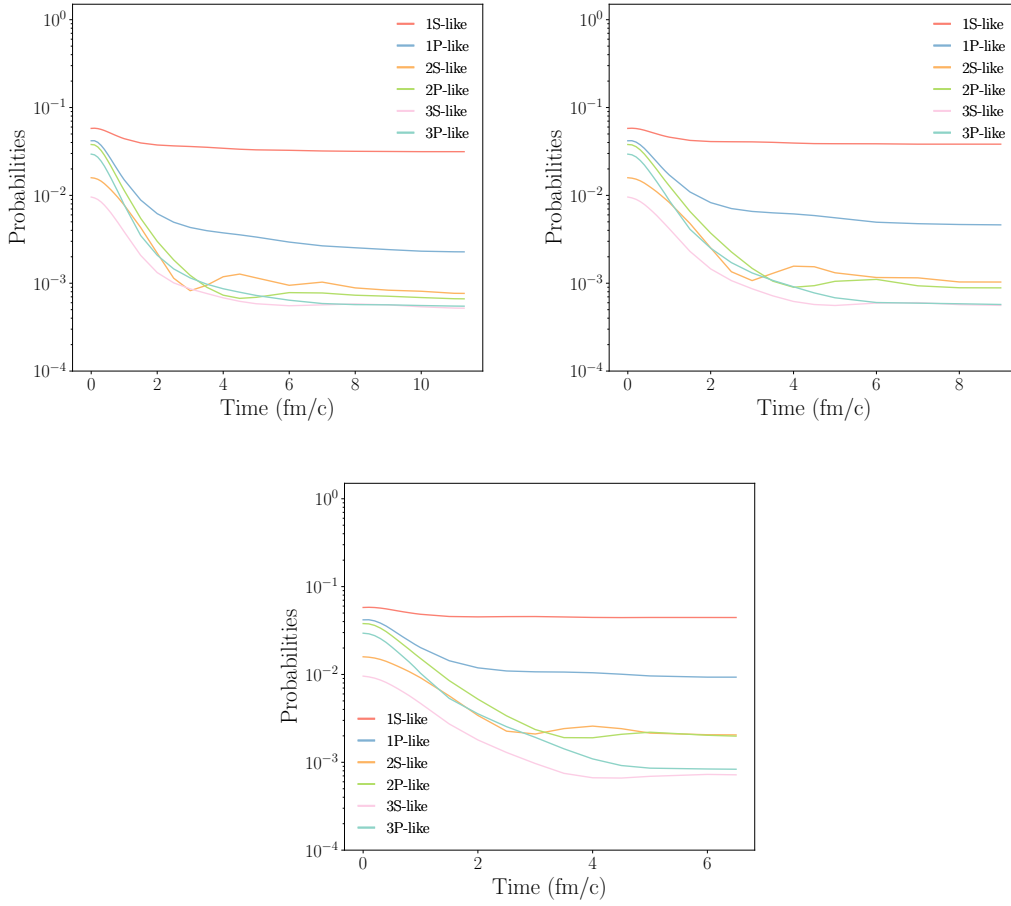 10^0
10^-1
10^-2
10^-3
10^-4
Probabilities
0 2 4 6 8 10
Time (fm/c)
1S-like
1P-like
2S-like
2P-like
3S-like
3P-like
10^0
10^-1
10^-2
10^-3
10^-4
Probabilities
0 2 4 6 8
Time (fm/c)
1S-like
1P-like
2S-like
2P-like
3S-like
3P-like
10^0
10^-1
10^-2
10^-3
10^-4
Probabilities
1S-like
1P-like
2S-like
2P-like
3S-like
3P-like
0 2 4 6
Time (fm/c)